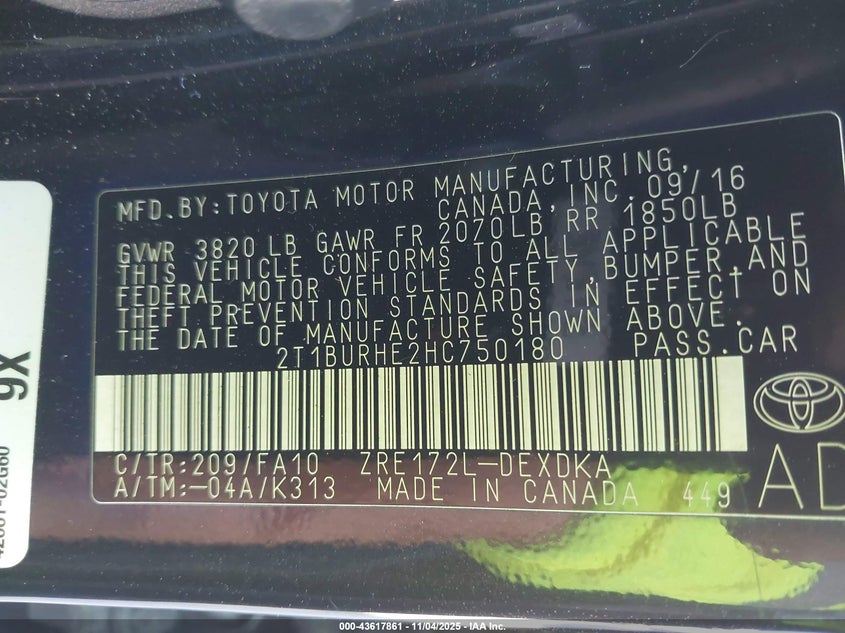 MFD.BY:TOYOTA MOTOR MANUFACTURING,
CANADA,INC. 09/16
GVWR 3820 LB GAWR FR 2070LB,RR 1850LB
THIS VEHICLE CONFORMS TO ALL APPLICABLE
FEDERAL MOTOR VEHICLE SAFETY,BUMPER,AND
THEFT PREVENTION STANDARDS IN EFFECT ON
THE DATE OF MANUFACTURE SHOWN ABOVE.
2T1BURHE2HC750180 PASS.CAR
C/TR:209/FA10 ZRE172L-DEXDKA
A/TM:-04A/K313 MADE IN CANADA 449
AD
9X
000-43617861 - 11/04/2025 - IAA Inc.